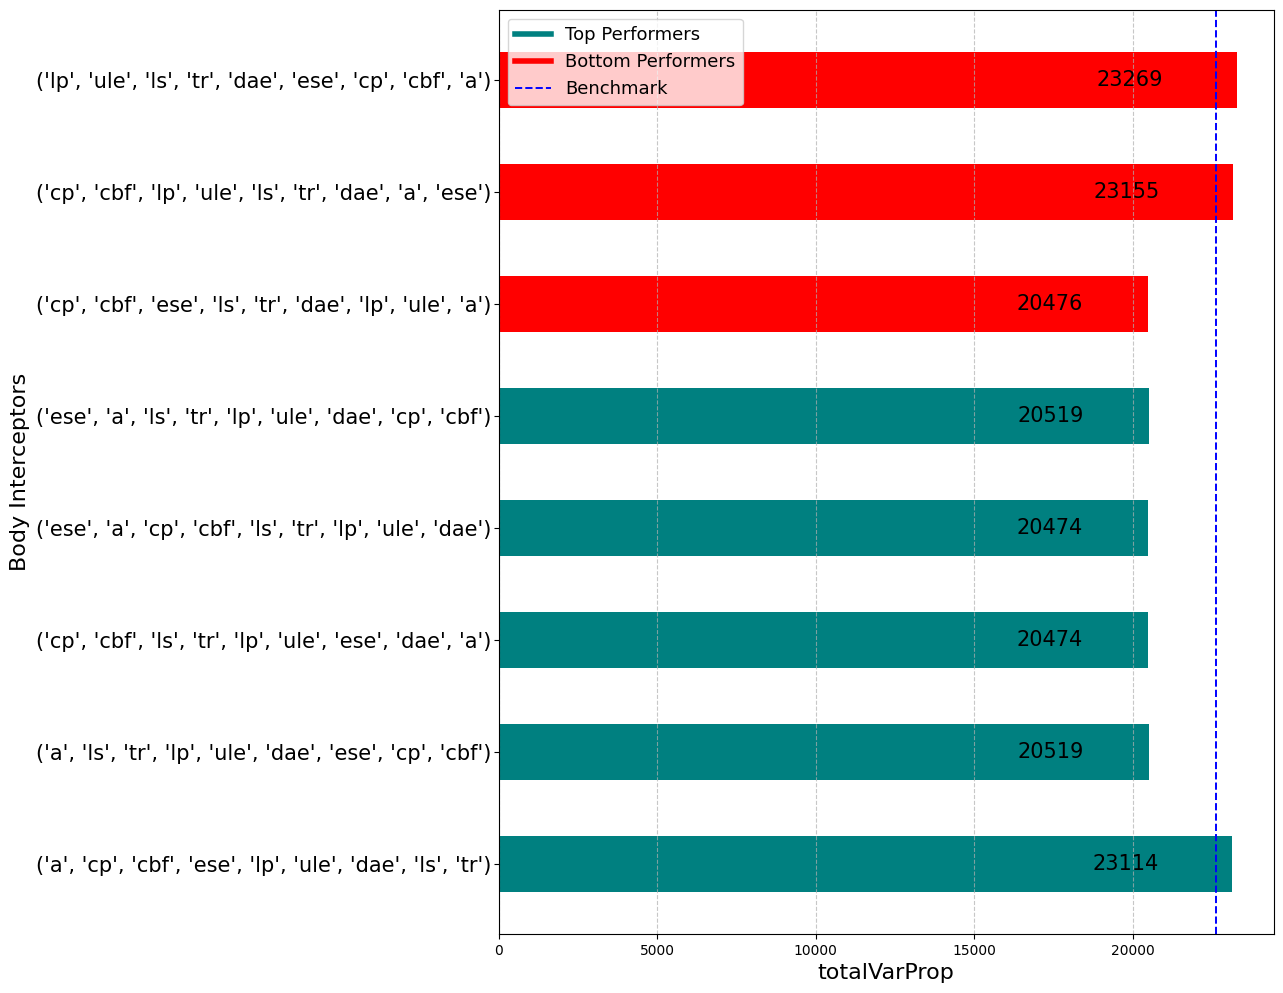 Top Performers
Bottom Performers
Benchmark
('lp', 'ule', 'ls', 'tr', 'dae', 'ese', 'cp', 'cbf', 'a')
23269
('cp', 'cbf', 'lp', 'ule', 'ls', 'tr', 'dae', 'a', 'ese')
23155
('cp', 'cbf', 'ese', 'ls', 'tr', 'dae', 'lp', 'ule', 'a')
20476
('ese', 'a', 'ls', 'tr', 'lp', 'ule', 'dae', 'cp', 'cbf')
20519
('ese', 'a', 'cp', 'cbf', 'ls', 'tr', 'lp', 'ule', 'dae')
20474
('cp', 'cbf', 'ls', 'tr', 'lp', 'ule', 'ese', 'dae', 'a')
20474
('a', 'ls', 'tr', 'lp', 'ule', 'dae', 'ese', 'cp', 'cbf')
20519
('a', 'cp', 'cbf', 'ese', 'lp', 'ule', 'dae', 'ls', 'tr')
23114
Body Interceptors
0 5000 10000 15000 20000
totalVarProp